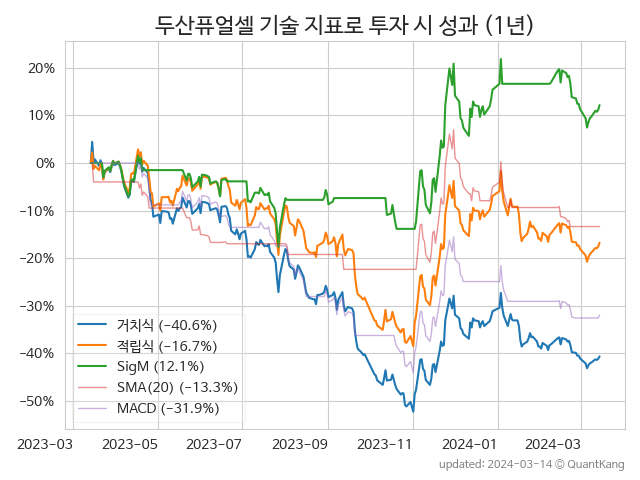 두산퓨얼셀 기술 지표로 투자 시 성과 (1년)
20%
10%
0%
−10%
−20%
−30%
−40%
−50%
거치식 (−40.6%)
적립식 (−16.7%)
SigM (12.1%)
SMA(20) (−13.3%)
MACD (−31.9%)
2023-03 2023-05 2023-07 2023-09 2023-11 2024-01 2024-03
updated: 2024-03-14 © QuantKang